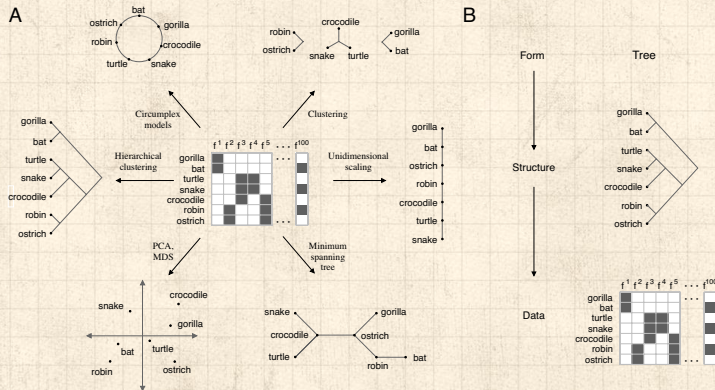 A
bat
ostrich
gorilla
robin
crocodile
turtle
snake
crocodile
robin
ostrich
snake
turtle
gorilla
bat
Circumplex
models
Clustering
gorilla
bat
turtle
snake
crocodile
robin
ostrich
Hierarchical
clustering
f1 f2 f3 f4 f5 ... f100
gorilla ...
bat
turtle
snake
crocodile
robin
ostrich ...
Unidimensional
scaling
gorilla
bat
ostrich
robin
crocodile
turtle
snake
PCA,
MDS
Minimum
spanning
tree
crocodile
snake
gorilla
bat
turtle
robin
ostrich
snake
gorilla
crocodile
ostrich
turtle
bat
robin
B
Form
Tree
Structure
gorilla
bat
turtle
snake
crocodile
robin
ostrich
Data
f1 f2 f3 f4 f5 ... f100
gorilla ...
bat
turtle
snake
crocodile
robin
ostrich ...